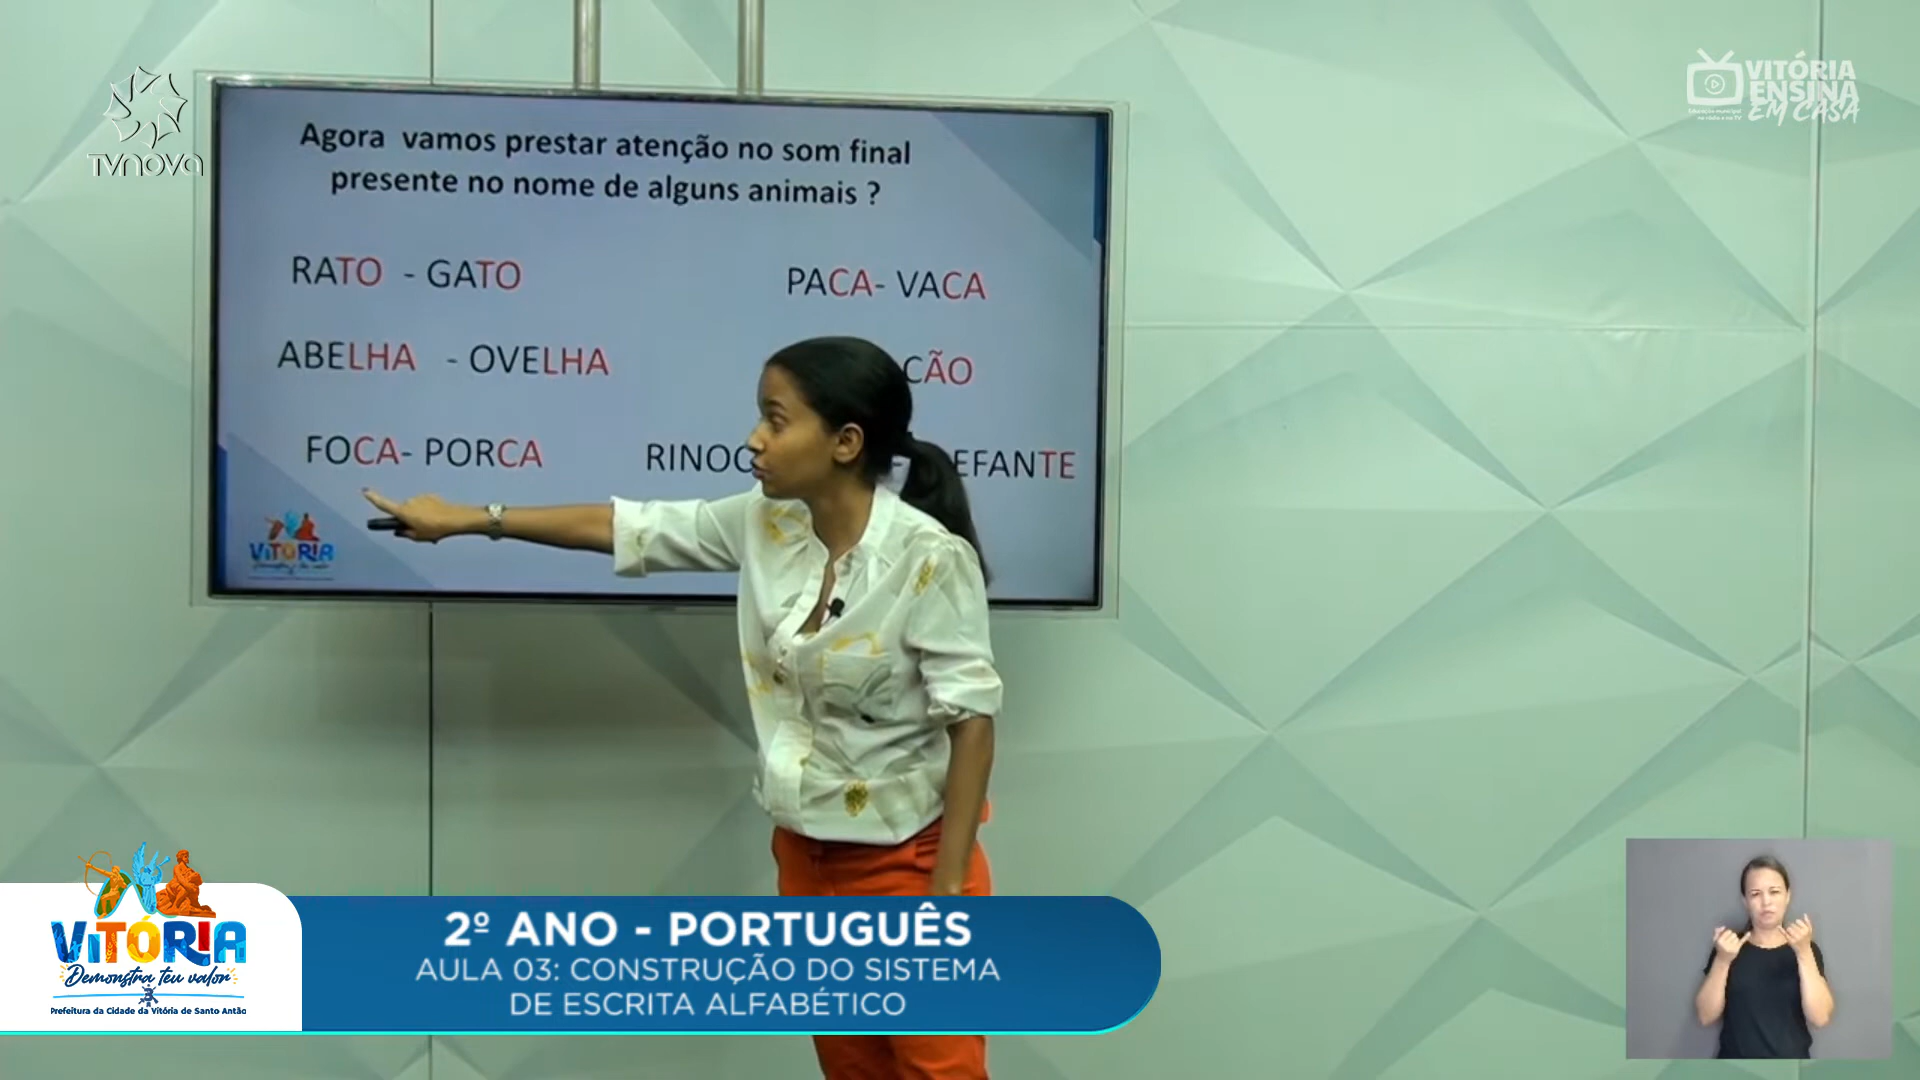 TVNOVA
VITÓRIA
ENSINA
EM CASA
Agora vamos prestar atenção no som final
presente no nome de alguns animais ?
RATO - GATO
PACA- VACA
ABELHA - OVELHA
CÃO
FOCA- PORCA
EFANTE
VITÓRIA
VITÓRIA
Demonstra teu valor
Prefeitura da Cidade da Vitória de Santo Antão
2º ANO - PORTUGUÊS
AULA 03: CONSTRUÇÃO DO SISTEMA
DE ESCRITA ALFABÉTICO